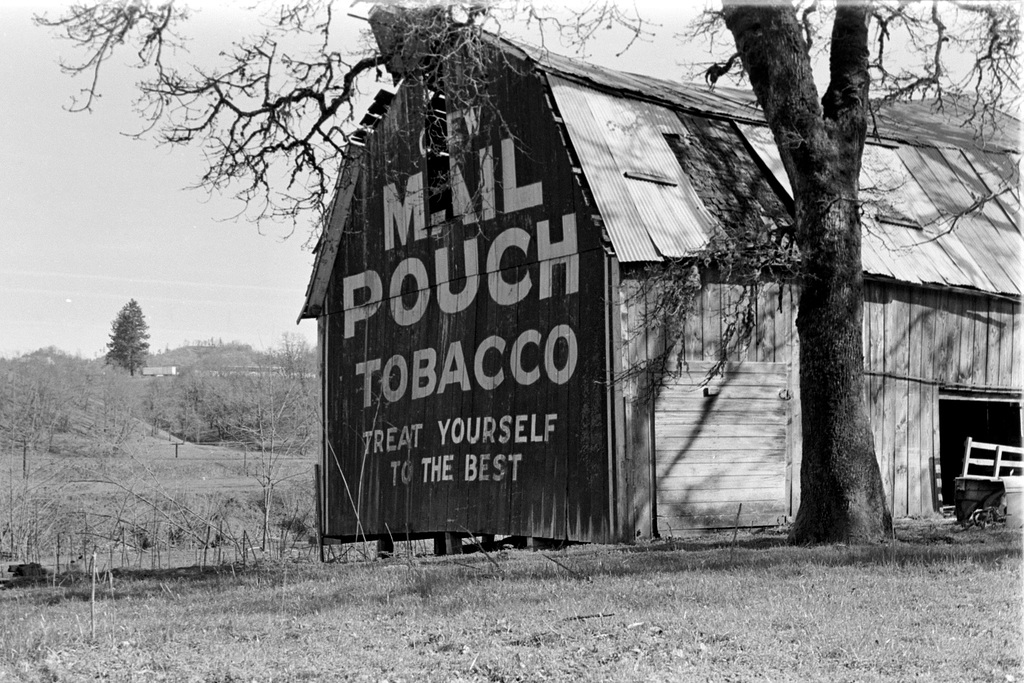 MAIL
POUCH
TOBACCO
TREAT YOURSELF
TO THE BEST